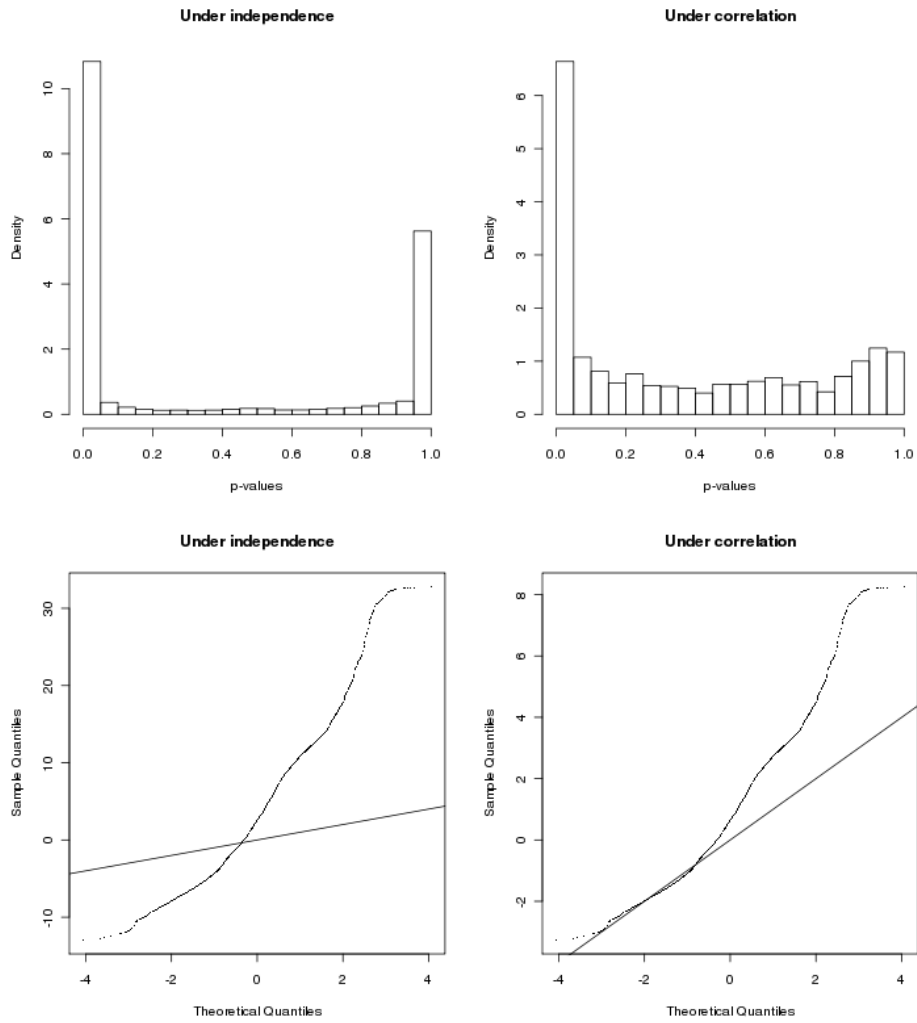 Under independence
Under correlation
Density
10
8
6
4
2
0
0.0 0.2 0.4 0.6 0.8 1.0
p-values
Density
6
5
4
3
2
1
0
0.0 0.2 0.4 0.6 0.8 1.0
p-values
Under independence
Under correlation
Sample Quantiles
30
20
10
0
-10
-4 -2 0 2 4
Theoretical Quantiles
Sample Quantiles
8
6
4
2
0
-2
-4 -2 0 2 4
Theoretical Quantiles